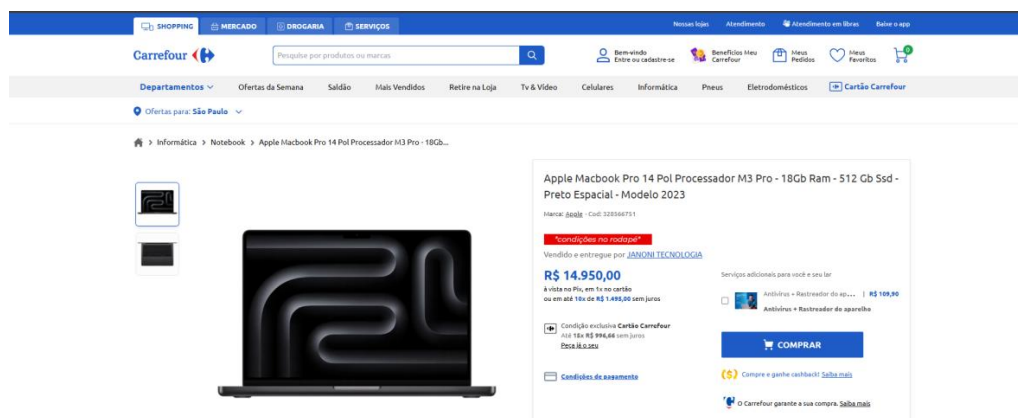 SHOPPING
MERCADO
DROGARIA
SERVIÇOS
Nossas lojas
Atendimento
Atendimento em libras
Baixe o app
Carrefour
Pesquise por produtos ou marcas
Bem-vindo
Entre ou cadastre-se
Benefícios Meu
Carrefour
Meus
Pedidos
Meus
Favoritos
0
Departamentos
Ofertas da Semana
Saldão
Mais Vendidos
Retire na Loja
Tv & Vídeo
Celulares
Informática
Pneus
Eletrodomésticos
Cartão Carrefour
Ofertas para: São Paulo
> Informática > Notebook > Apple Macbook Pro 14 Pol Processador M3 Pro - 18Gb...
Apple Macbook Pro 14 Pol Processador M3 Pro - 18Gb Ram - 512 Gb Ssd -
Preto Espacial - Modelo 2023
Marca: Apple - Cod: 328566751
*condições no rodapé*
Vendido e entregue por JANONI TECNOLOGIA
R$ 14.950,00
à vista no Pix, em 1x no cartão
ou em até 10x de R$ 1.495,00 sem juros
Condição exclusiva Cartão Carrefour
Até 15x R$ 996,66 sem juros
Peça já o seu
Condições de pagamento
Serviços adicionais para você e seu lar
Antivirus + Rastreador do ap... | R$ 109,90
Antivirus + Rastreador do aparelho
COMPRAR
Compre e ganhe cashback! Saiba mais
O Carrefour garante a sua compra. Saiba mais